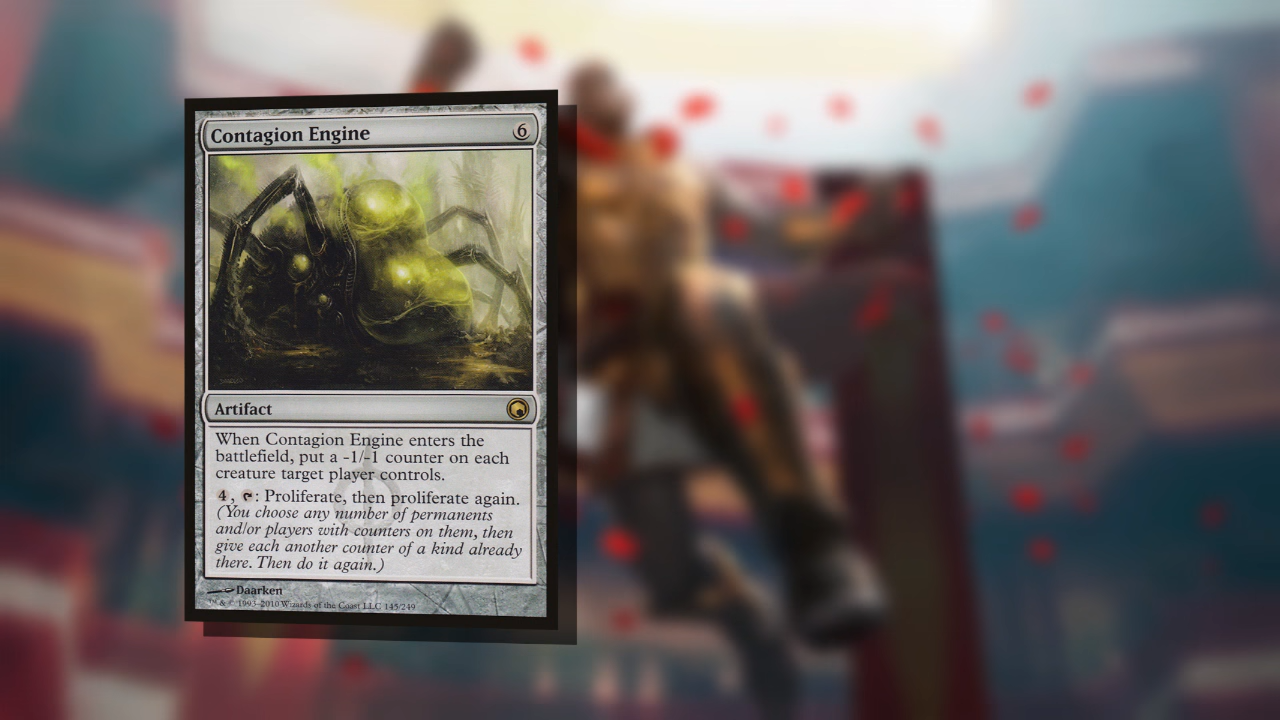 Contagion Engine 6
Artifact
When Contagion Engine enters the
battlefield, put a -1/-1 counter on each
creature target player controls.
4, : Proliferate, then proliferate again.
(You choose any number of permanents
and/or players with counters on them, then
give each another counter of a kind already
there. Then do it again.)
Daarken
™ & © 1993–2010 Wizards of the Coast LLC 145/249